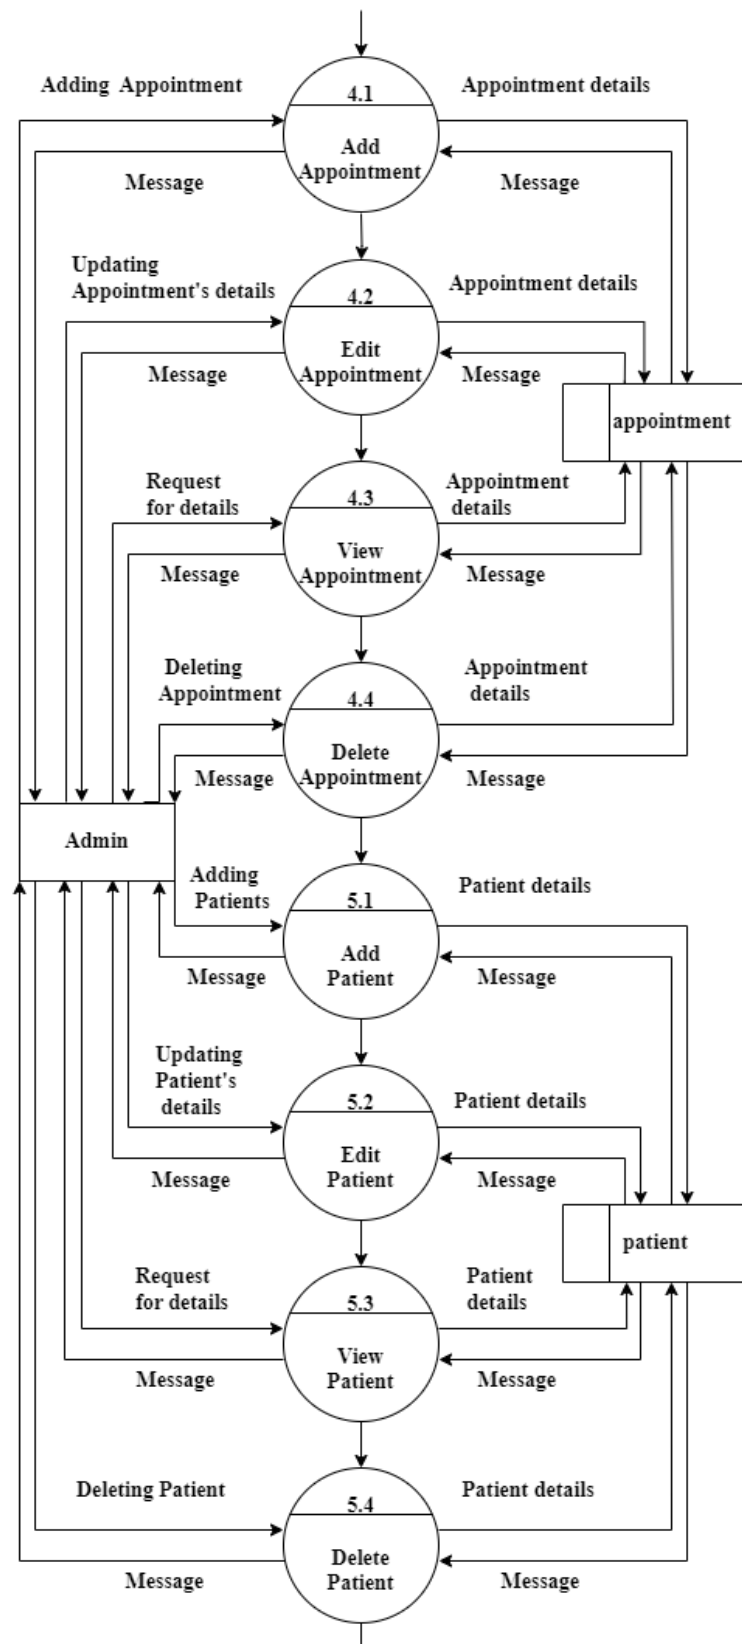 Adding Appointment
4.1
Appointment details
Add
Appointment
Message
Message
Updating
Appointment's details
4.2
Appointment details
Edit
Appointment
Message
Message
appointment
Request
for details
4.3
Appointment
details
View
Appointment
Message
Message
Deleting
Appointment
4.4
Appointment
details
Delete
Appointment
Message
Message
Admin
Adding
Patients
5.1
Patient details
Add
Patient
Message
Message
Updating
Patient's
details
5.2
Patient details
Edit
Patient
Message
Message
patient
Request
for details
5.3
Patient
details
View
Patient
Message
Message
Deleting Patient
5.4
Patient details
Delete
Patient
Message
Message